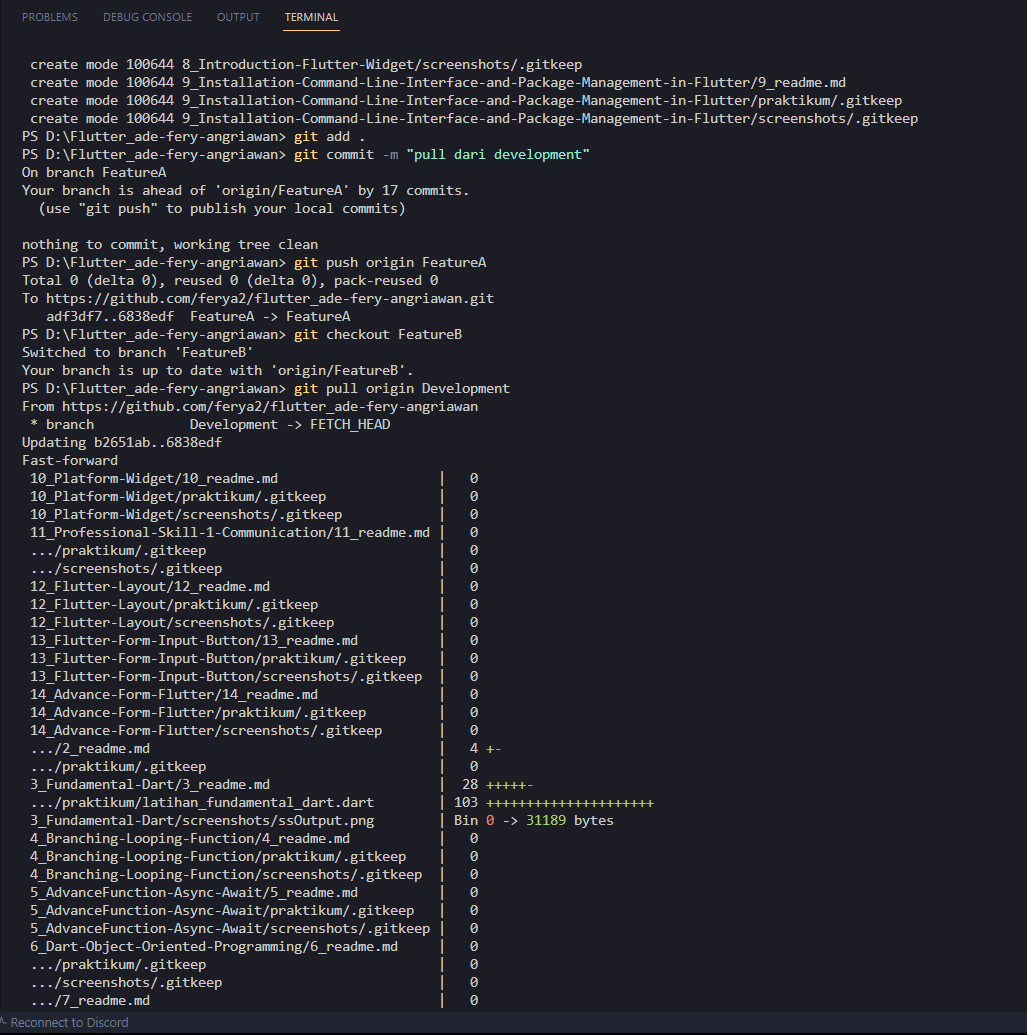 PROBLEMS DEBUG CONSOLE OUTPUT TERMINAL
create mode 100644 8_Introduction-Flutter-Widget/screenshots/.gitkeep
create mode 100644 9_Installation-Command-Line-Interface-and-Package-Management-in-Flutter/9_readme.md
create mode 100644 9_Installation-Command-Line-Interface-and-Package-Management-in-Flutter/praktikum/.gitkeep
create mode 100644 9_Installation-Command-Line-Interface-and-Package-Management-in-Flutter/screenshots/.gitkeep
PS D:\Flutter_ade-fery-angriawan> git add .
PS D:\Flutter_ade-fery-angriawan> git commit -m "pull dari development"
On branch FeatureA
Your branch is ahead of 'origin/FeatureA' by 17 commits.
(use "git push" to publish your local commits)
nothing to commit, working tree clean
PS D:\Flutter_ade-fery-angriawan> git push origin FeatureA
Total 0 (delta 0), reused 0 (delta 0), pack-reused 0
To https://github.com/ferya2/flutter_ade-fery-angriawan.git
adf3df7..6838edf FeatureA -> FeatureA
PS D:\Flutter_ade-fery-angriawan> git checkout FeatureB
Switched to branch 'FeatureB'
Your branch is up to date with 'origin/FeatureB'.
PS D:\Flutter_ade-fery-angriawan> git pull origin Development
From https://github.com/ferya2/flutter_ade-fery-angriawan
* branch Development -> FETCH_HEAD
Updating b2651ab..6838edf
Fast-forward
10_Platform-Widget/10_readme.md | 0
10_Platform-Widget/praktikum/.gitkeep | 0
10_Platform-Widget/screenshots/.gitkeep | 0
11_Professional-Skill-1-Communication/11_readme.md | 0
.../praktikum/.gitkeep | 0
.../screenshots/.gitkeep | 0
12_Flutter-Layout/12_readme.md | 0
12_Flutter-Layout/praktikum/.gitkeep | 0
12_Flutter-Layout/screenshots/.gitkeep | 0
13_Flutter-Form-Input-Button/13_readme.md | 0
13_Flutter-Form-Input-Button/praktikum/.gitkeep | 0
13_Flutter-Form-Input-Button/screenshots/.gitkeep | 0
14_Advance-Form-Flutter/14_readme.md | 0
14_Advance-Form-Flutter/praktikum/.gitkeep | 0
14_Advance-Form-Flutter/screenshots/.gitkeep | 0
.../2_readme.md | 4 +-
.../praktikum/.gitkeep | 0
3_Fundamental-Dart/3_readme.md | 28 +++++-
.../praktikum/latihan_fundamental_dart.dart | 103 +++++++++++++++++++++
3_Fundamental-Dart/screenshots/ssOutput.png | Bin 0 -> 31189 bytes
4_Branching-Looping-Function/4_readme.md | 0
4_Branching-Looping-Function/praktikum/.gitkeep | 0
4_Branching-Looping-Function/screenshots/.gitkeep | 0
5_AdvanceFunction-Async-Await/5_readme.md | 0
5_AdvanceFunction-Async-Await/praktikum/.gitkeep | 0
5_AdvanceFunction-Async-Await/screenshots/.gitkeep | 0
6_Dart-Object-Oriented-Programming/6_readme.md | 0
.../praktikum/.gitkeep | 0
.../screenshots/.gitkeep | 0
.../7_readme.md | 0
Reconnect to Discord